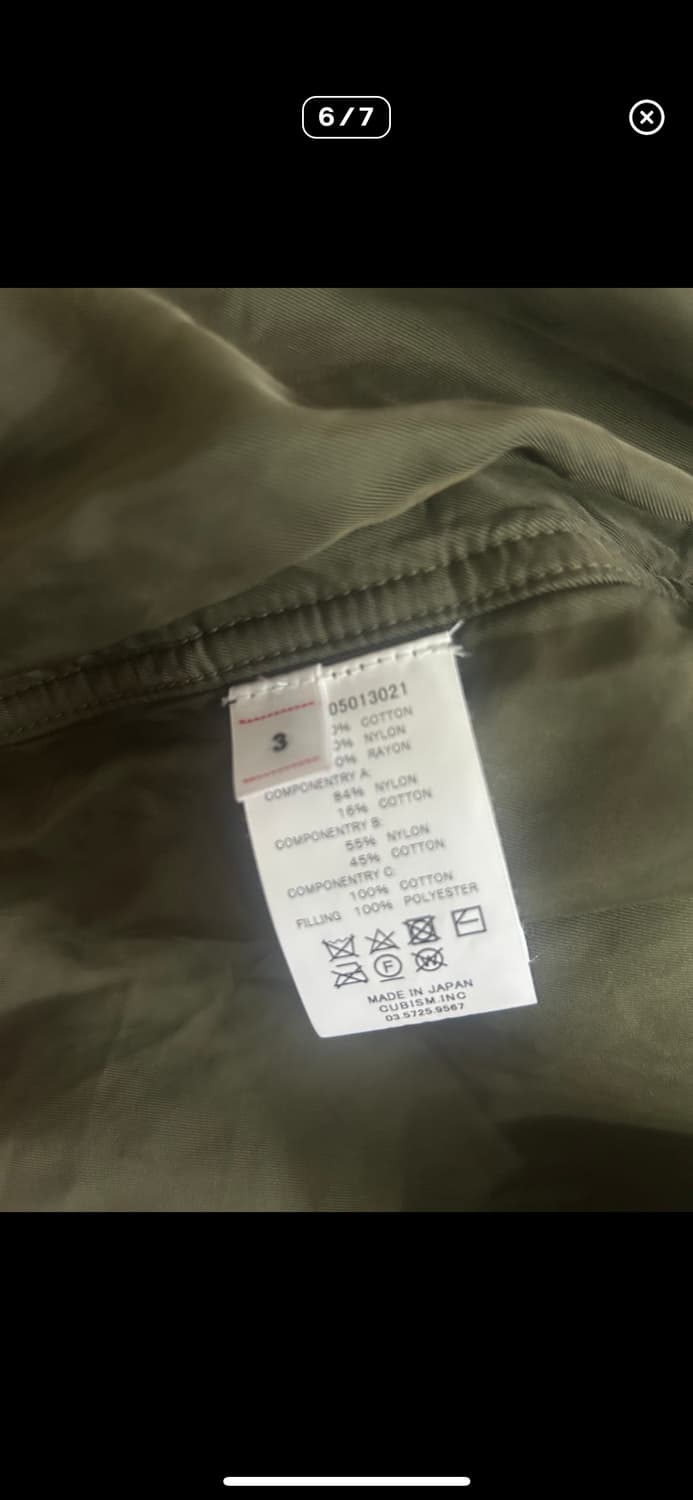 6/7
3
05013021
COTTON
NYLON
0% RAYON
COMPONENTRY A:
84% NYLON
16% COTTON
COMPONENTRY B:
55% NYLON
45% COTTON
COMPONENTRY C:
100% COTTON
FILLING 100% POLYESTER
F
W
MADE IN JAPAN
CUBISM.INC
03.5725.9567